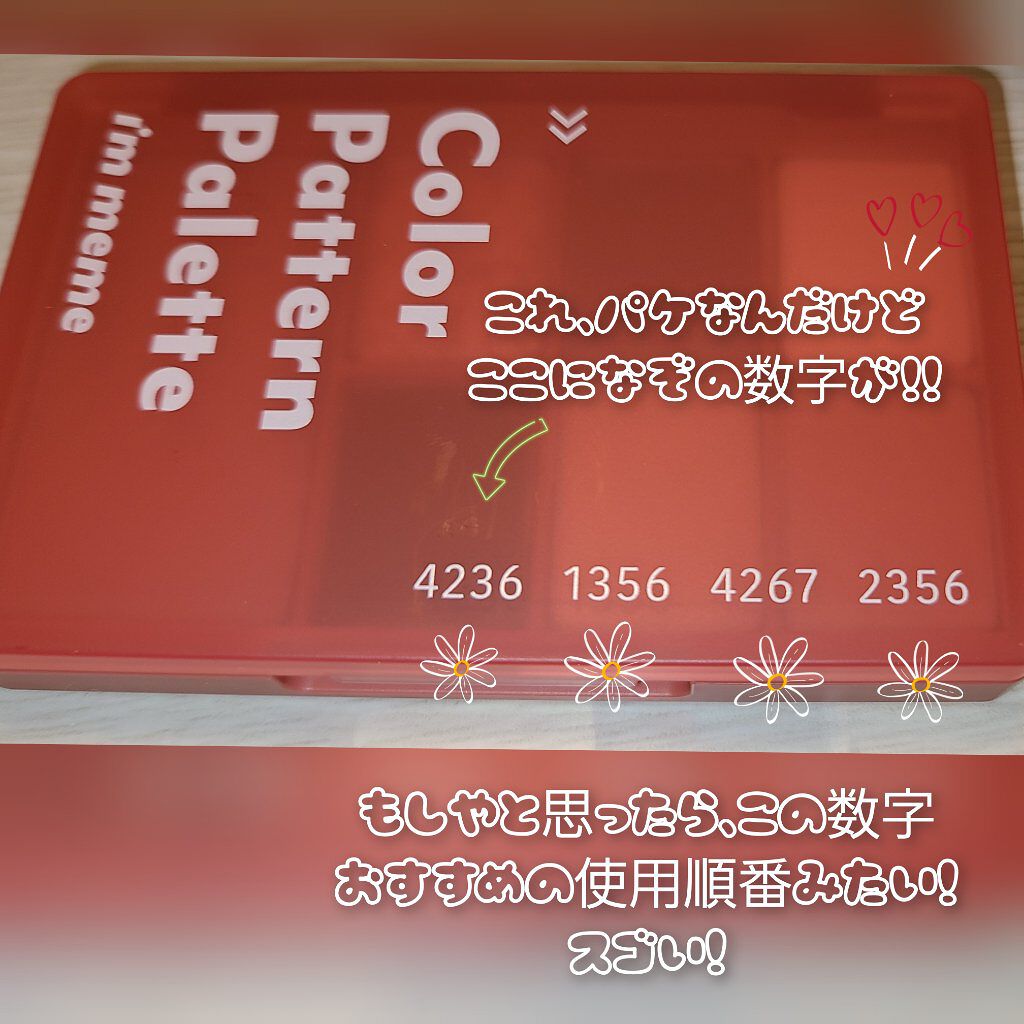 Color
Pattern
Palette
I'm meme
これ、パケなんだけど
ここになぞの数字が!!
4236 1356 4267 2356
もしやと思ったら、この数字
おすすめの使用順番みたい!
スゴい!